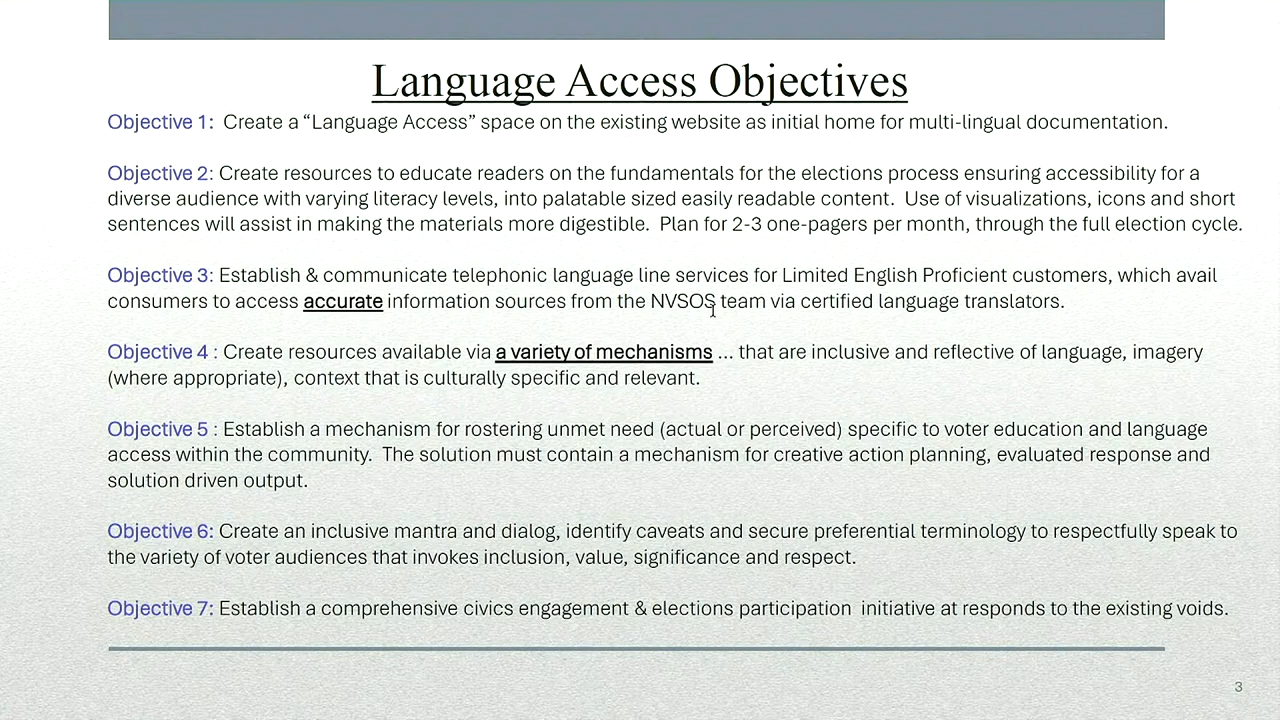 Language Access Objectives
Objective 1: Create a “Language Access” space on the existing website as initial home for multi-lingual documentation.
Objective 2: Create resources to educate readers on the fundamentals for the elections process ensuring accessibility for a
diverse audience with varying literacy levels, into palatable sized easily readable content. Use of visualizations, icons and short
sentences will assist in making the materials more digestible. Plan for 2-3 one-pagers per month, through the full election cycle.
Objective 3: Establish & communicate telephonic language line services for Limited English Proficient customers, which avail
consumers to access accurate information sources from the NVSOS team via certified language translators.
Objective 4 : Create resources available via a variety of mechanisms ... that are inclusive and reflective of language, imagery
(where appropriate), context that is culturally specific and relevant.
Objective 5 : Establish a mechanism for rostering unmet need (actual or perceived) specific to voter education and language
access within the community. The solution must contain a mechanism for creative action planning, evaluated response and
solution driven output.
Objective 6: Create an inclusive mantra and dialog, identify caveats and secure preferential terminology to respectfully speak to
the variety of voter audiences that invokes inclusion, value, significance and respect.
Objective 7: Establish a comprehensive civics engagement & elections participation initiative at responds to the existing voids.
3